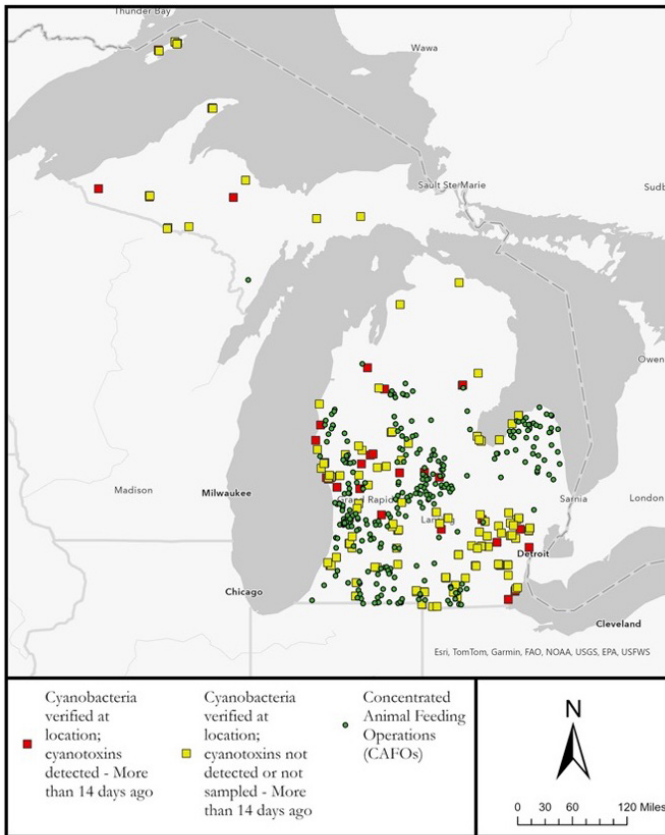 Thunder Bay
Wawa
Sault Ste Marie
Sudb
Owen
Madison
Milwaukee
Grand Rapid
Sarnia
London
Lansing
Detroit
Chicago
Cleveland
Esri, TomTom, Garmin, FAO, NOAA, USGS, EPA, USFWS
Cyanobacteria
verified at
location;
cyanotoxins
detected - More
than 14 days ago
Cyanobacteria
verified at
location;
cyanotoxins not
detected or not
sampled - More
than 14 days ago
Concentrated
Animal Feeding
Operations
(CAFOs)
N
0 30 60 120 Miles